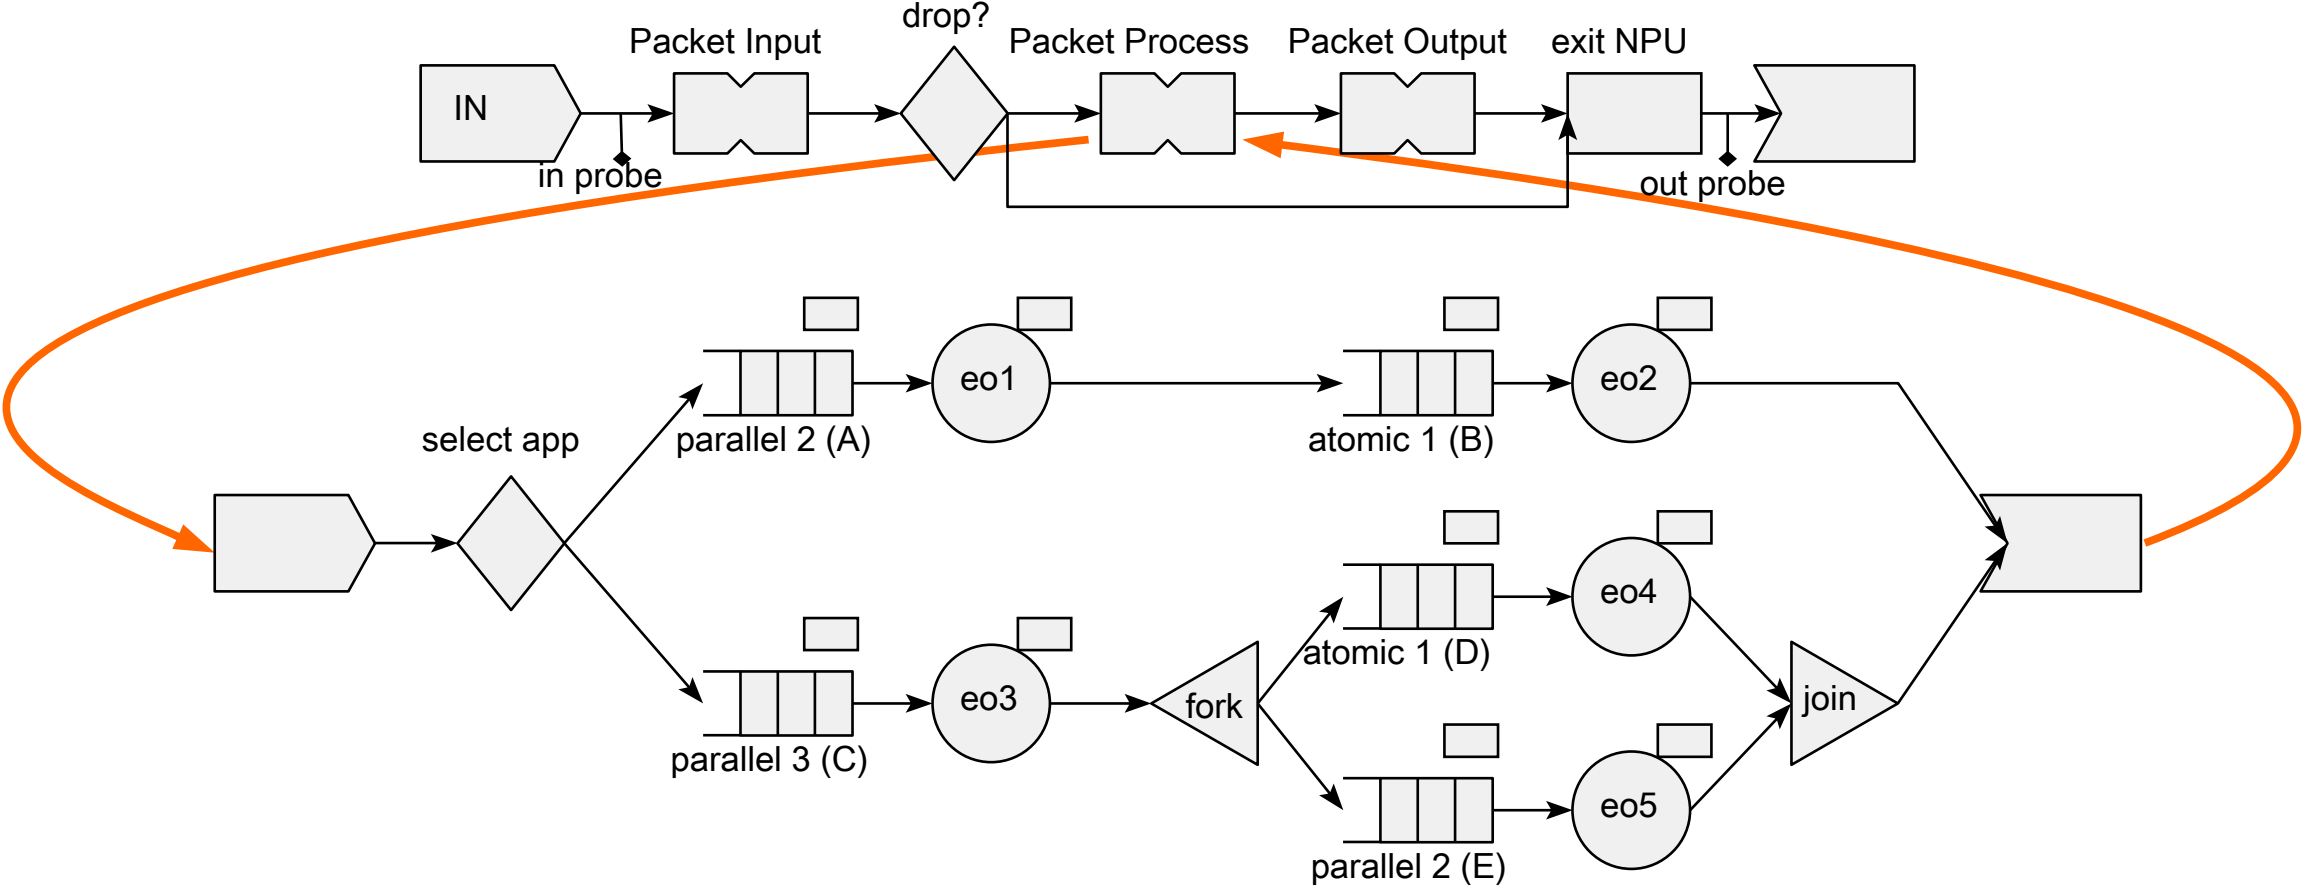 drop?
Packet Input
Packet Process
Packet Output
exit NPU
IN
in probe
out probe
eo1
eo2
parallel 2 (A)
atomic 1 (B)
select app
eo4
atomic 1 (D)
eo3
fork
join
parallel 3 (C)
eo5
parallel 2 (E)